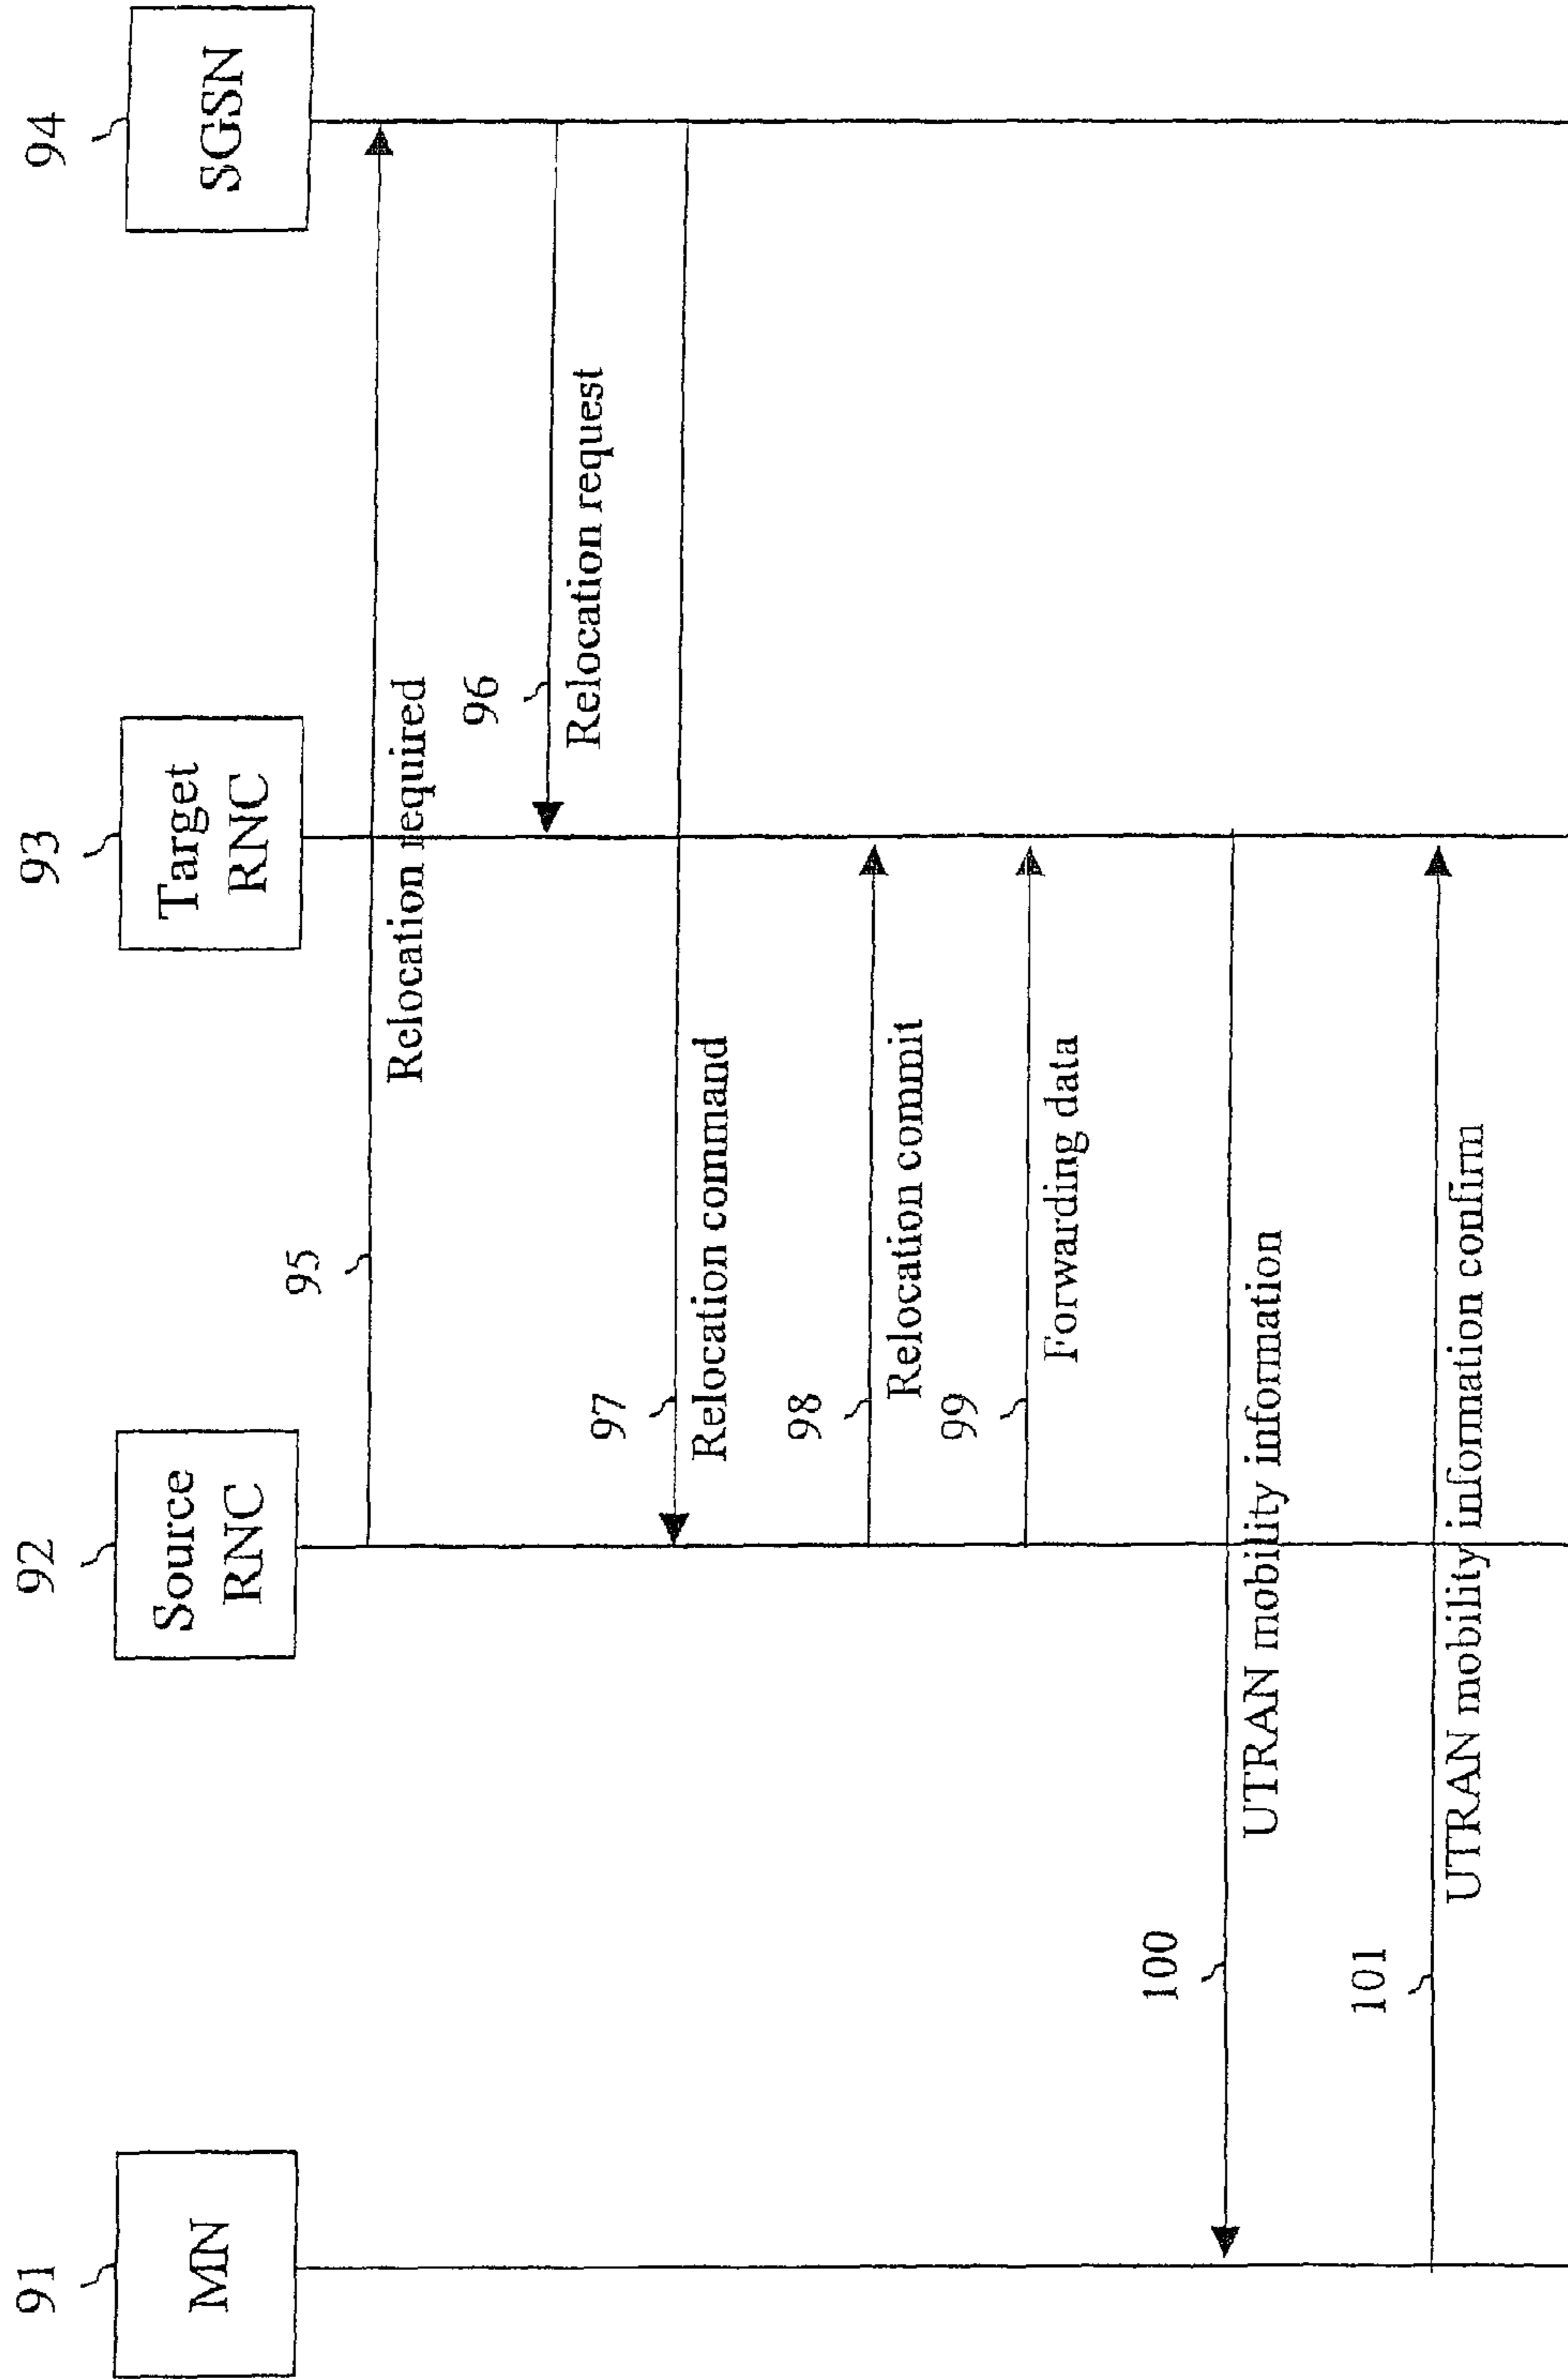 91
MN
92
Source
RNC
93
Target
RNC
94
SGSN
95
Relocation required
96
Relocation request
97
Relocation command
98
Relocation commit
99
Forwarding data
100
UTRAN mobility information
101
UTRAN mobility information confirm